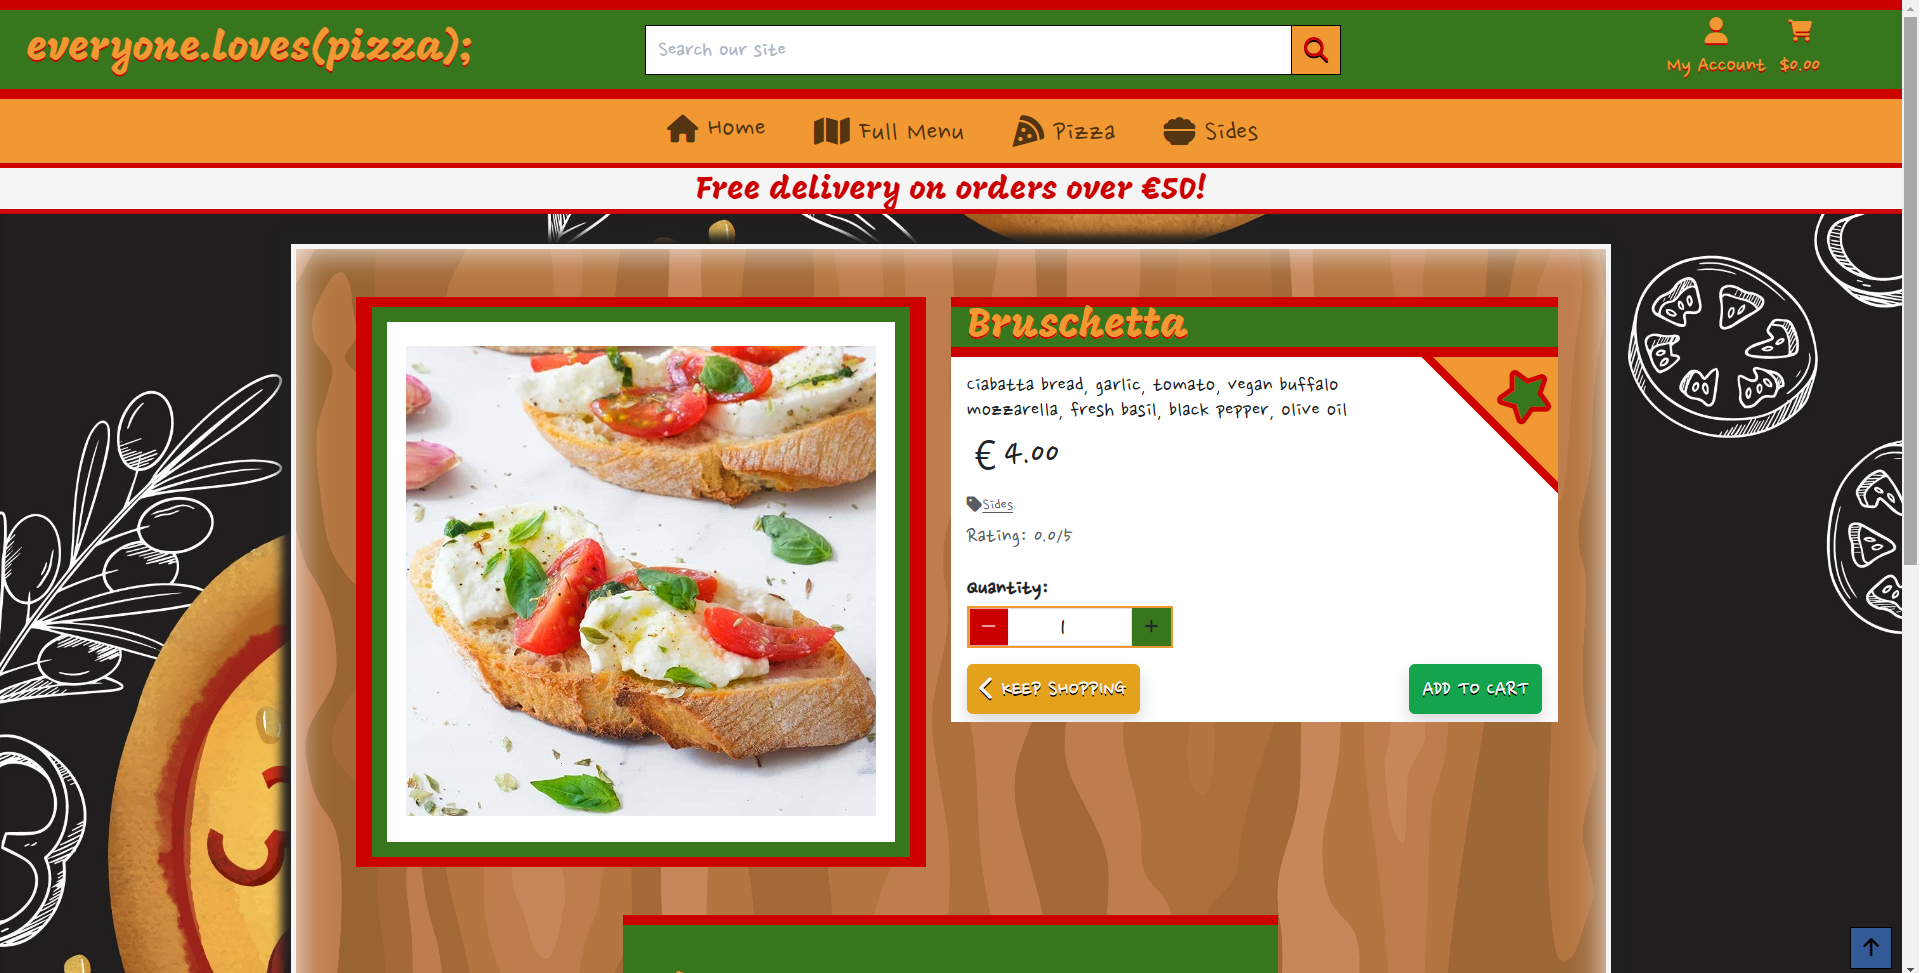 everyone.loves(pizza);
Search our site
My Account
$0.00
Home
Full Menu
Pizza
Sides
Free delivery on orders over €50!
Bruschetta
ciabatta bread, garlic, tomato, vegan buffalo
mozzarella, fresh basil, black pepper, olive oil
€ 4.00
Sides
Rating: 0.0/5
Quantity:
− 1 +
KEEP SHOPPING
ADD TO CART